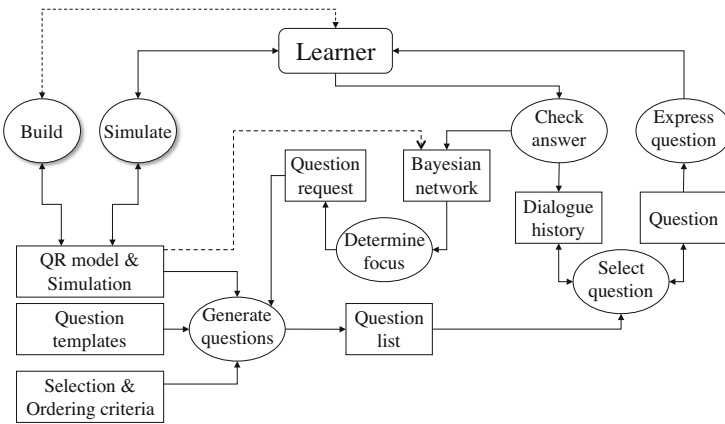 Learner
Build
Simulate
Check
answer
Express
question
Question
request
Bayesian
network
Dialogue
history
Question
Determine
focus
QR model &
Simulation
Select
question
Question
templates
Generate
questions
Question
list
Selection &
Ordering criteria